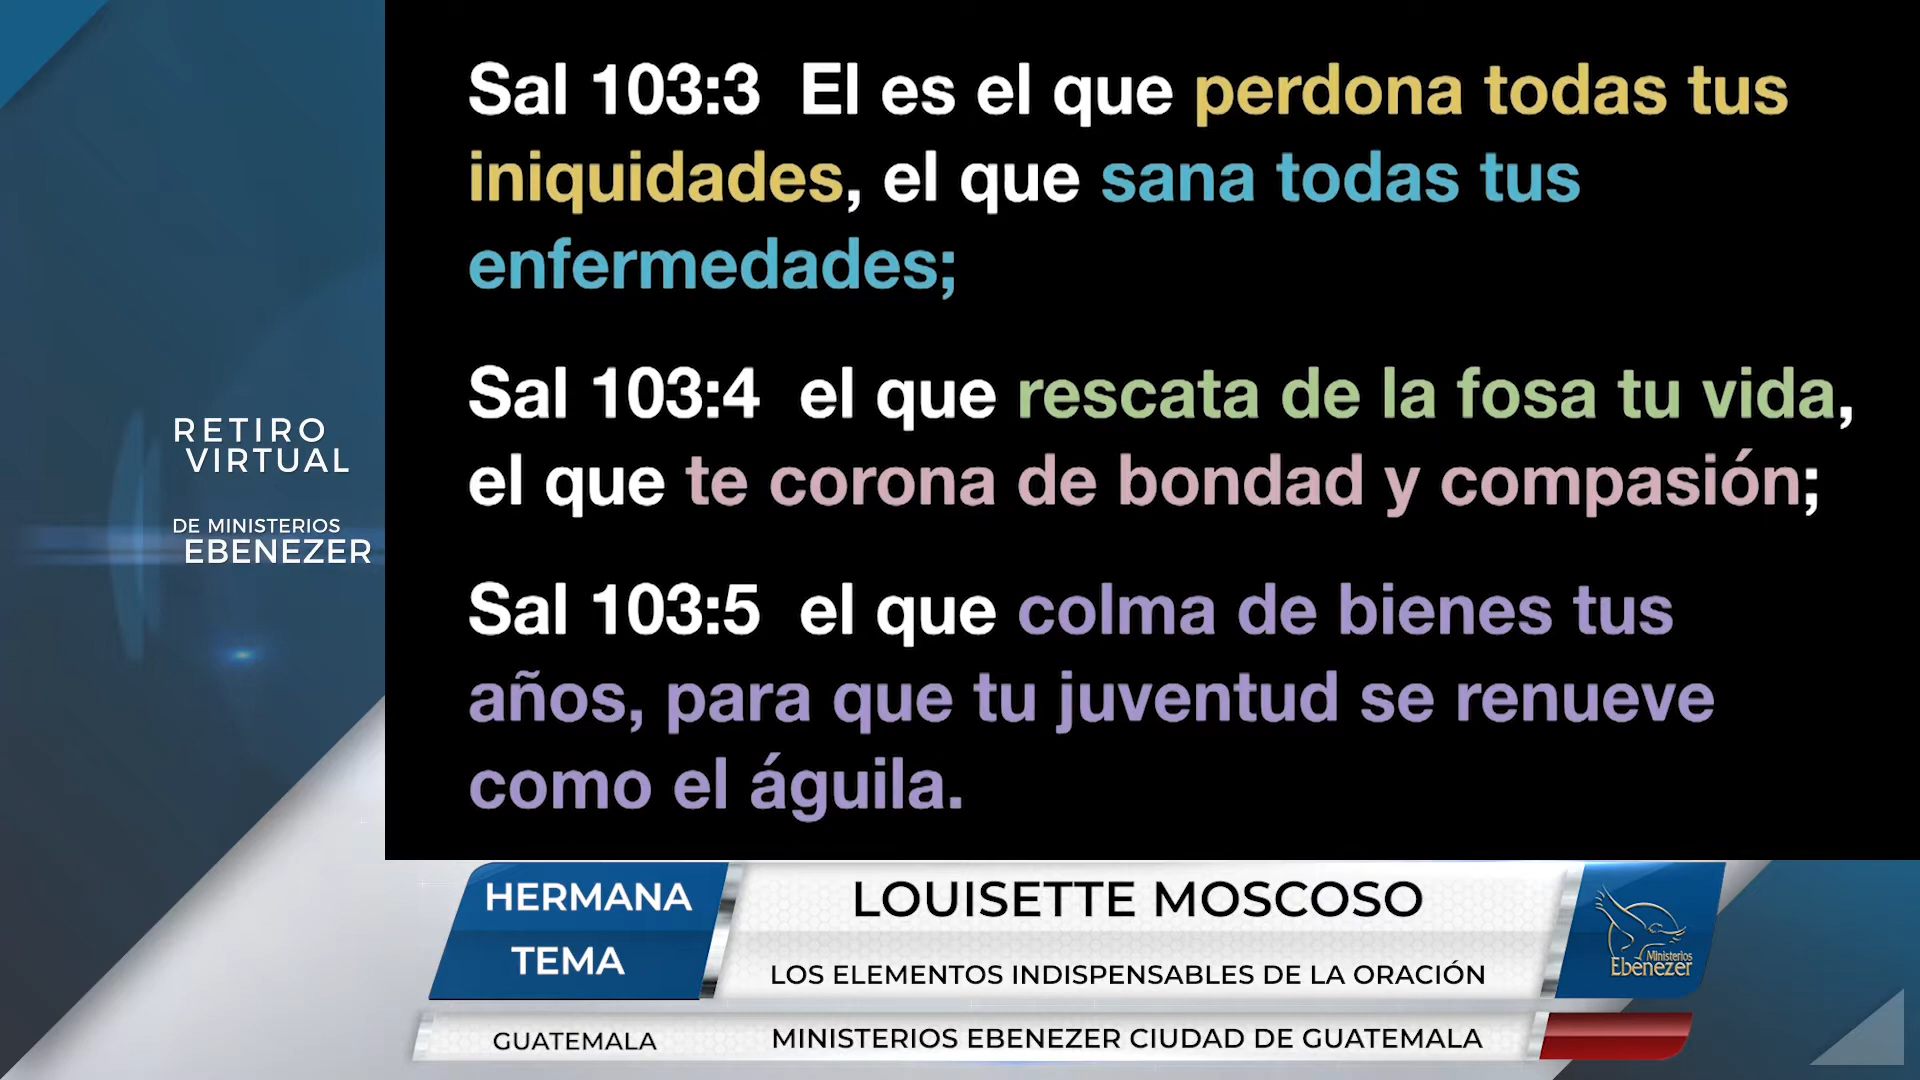 Sal 103:3  El es el que perdona todas tus
iniquidades, el que sana todas tus
enfermedades;
Sal 103:4  el que rescata de la fosa tu vida,
el que te corona de bondad y compasión;
Sal 103:5  el que colma de bienes tus
años, para que tu juventud se renueve
como el águila.
RETIRO
VIRTUAL
DE MINISTERIOS
EBENEZER
HERMANA
LOUISETTE MOSCOSO
TEMA
LOS ELEMENTOS INDISPENSABLES DE LA ORACIÓN
Ministerios
Ebenezer
GUATEMALA
MINISTERIOS EBENEZER CIUDAD DE GUATEMALA